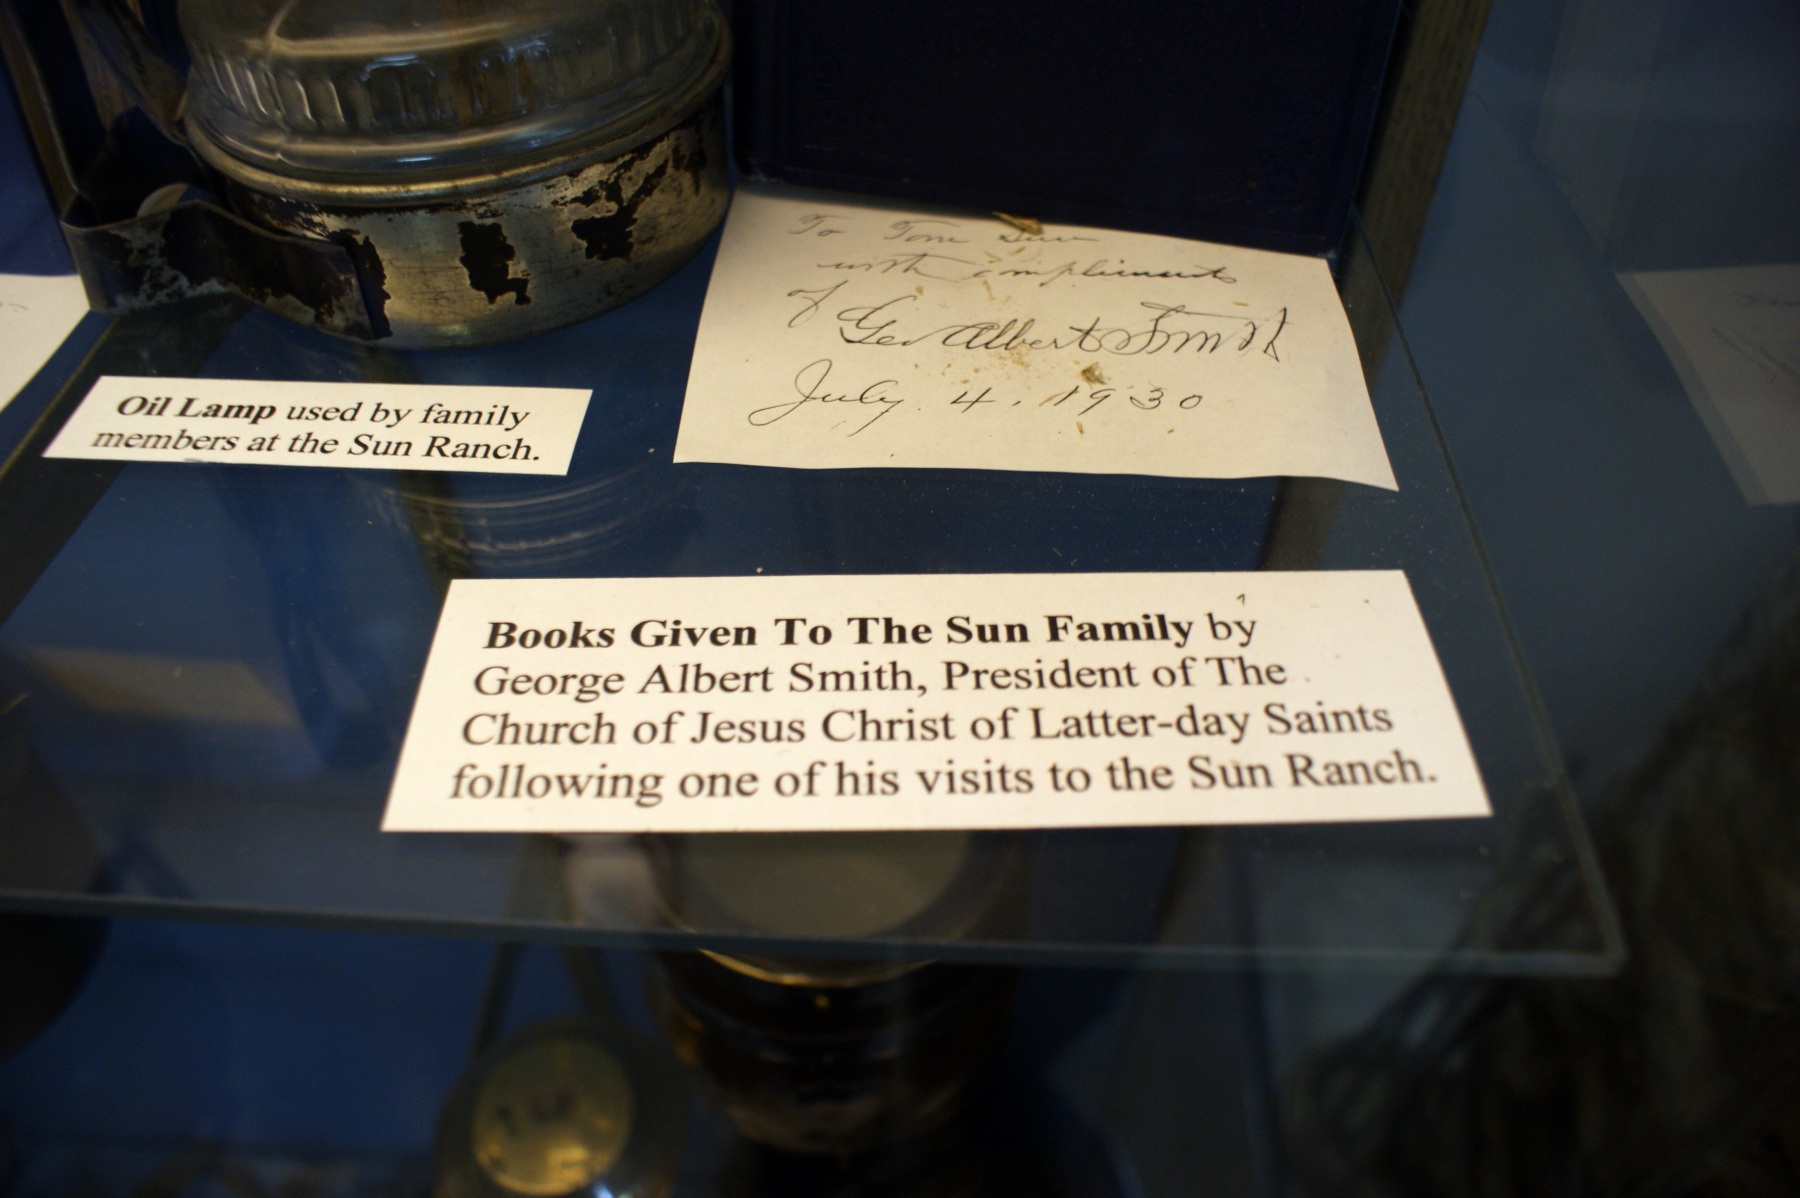 To Tom Sun
with compliments
of Geo Albert Smith
July 4, 1930
Oil Lamp used by family
members at the Sun Ranch.
Books Given To The Sun Family by
George Albert Smith, President of The
Church of Jesus Christ of Latter-day Saints
following one of his visits to the Sun Ranch.